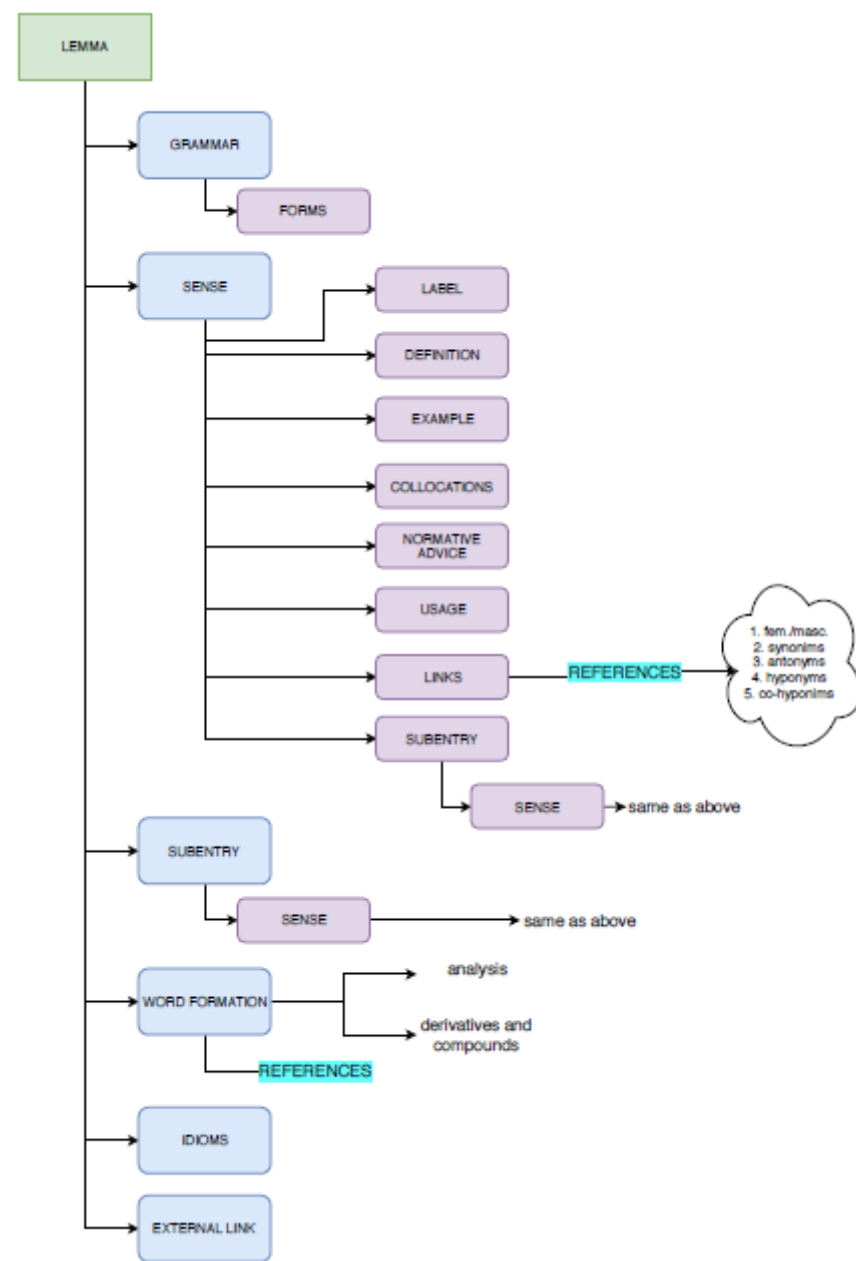 LEMMA
GRAMMAR
FORMS
SENSE
LABEL
DEFINITION
EXAMPLE
COLLOCATIONS
NORMATIVE
ADVICE
USAGE
LINKS
REFERENCES
1. fem./masc.
2. synonims
3. antonyms
4. hyponyms
5. co-hyponims
SUBENTRY
SENSE
same as above
SUBENTRY
SENSE
same as above
WORD FORMATION
analysis
derivatives and
compounds
REFERENCES
IDIOMS
EXTERNAL LINK